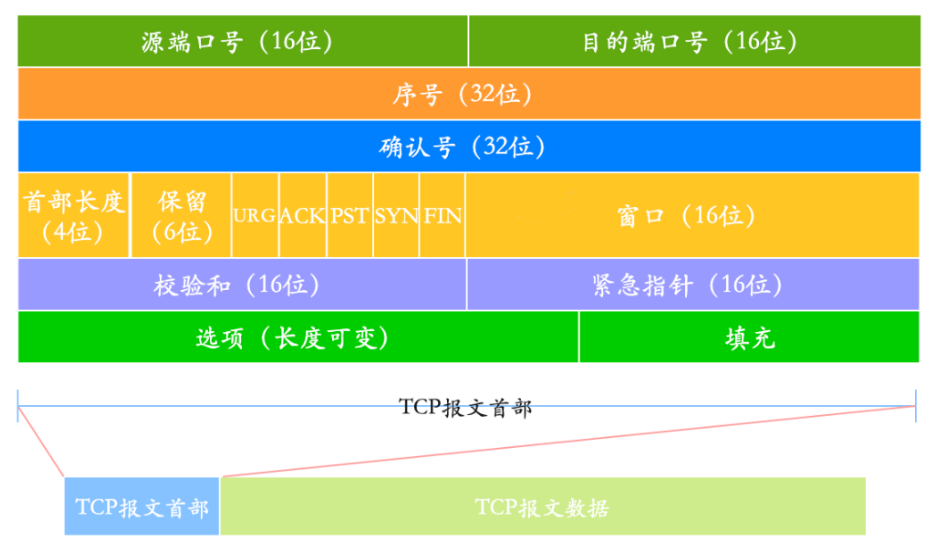 源端口号（16位） 目的端口号（16位）
序号（32位）
确认号（32位）
首部长度（4位） 保留（6位） URG ACK PST SYN FIN 窗口（16位）
校验和（16位） 紧急指针（16位）
选项（长度可变） 填充
TCP报文首部
TCP报文首部 TCP报文数据